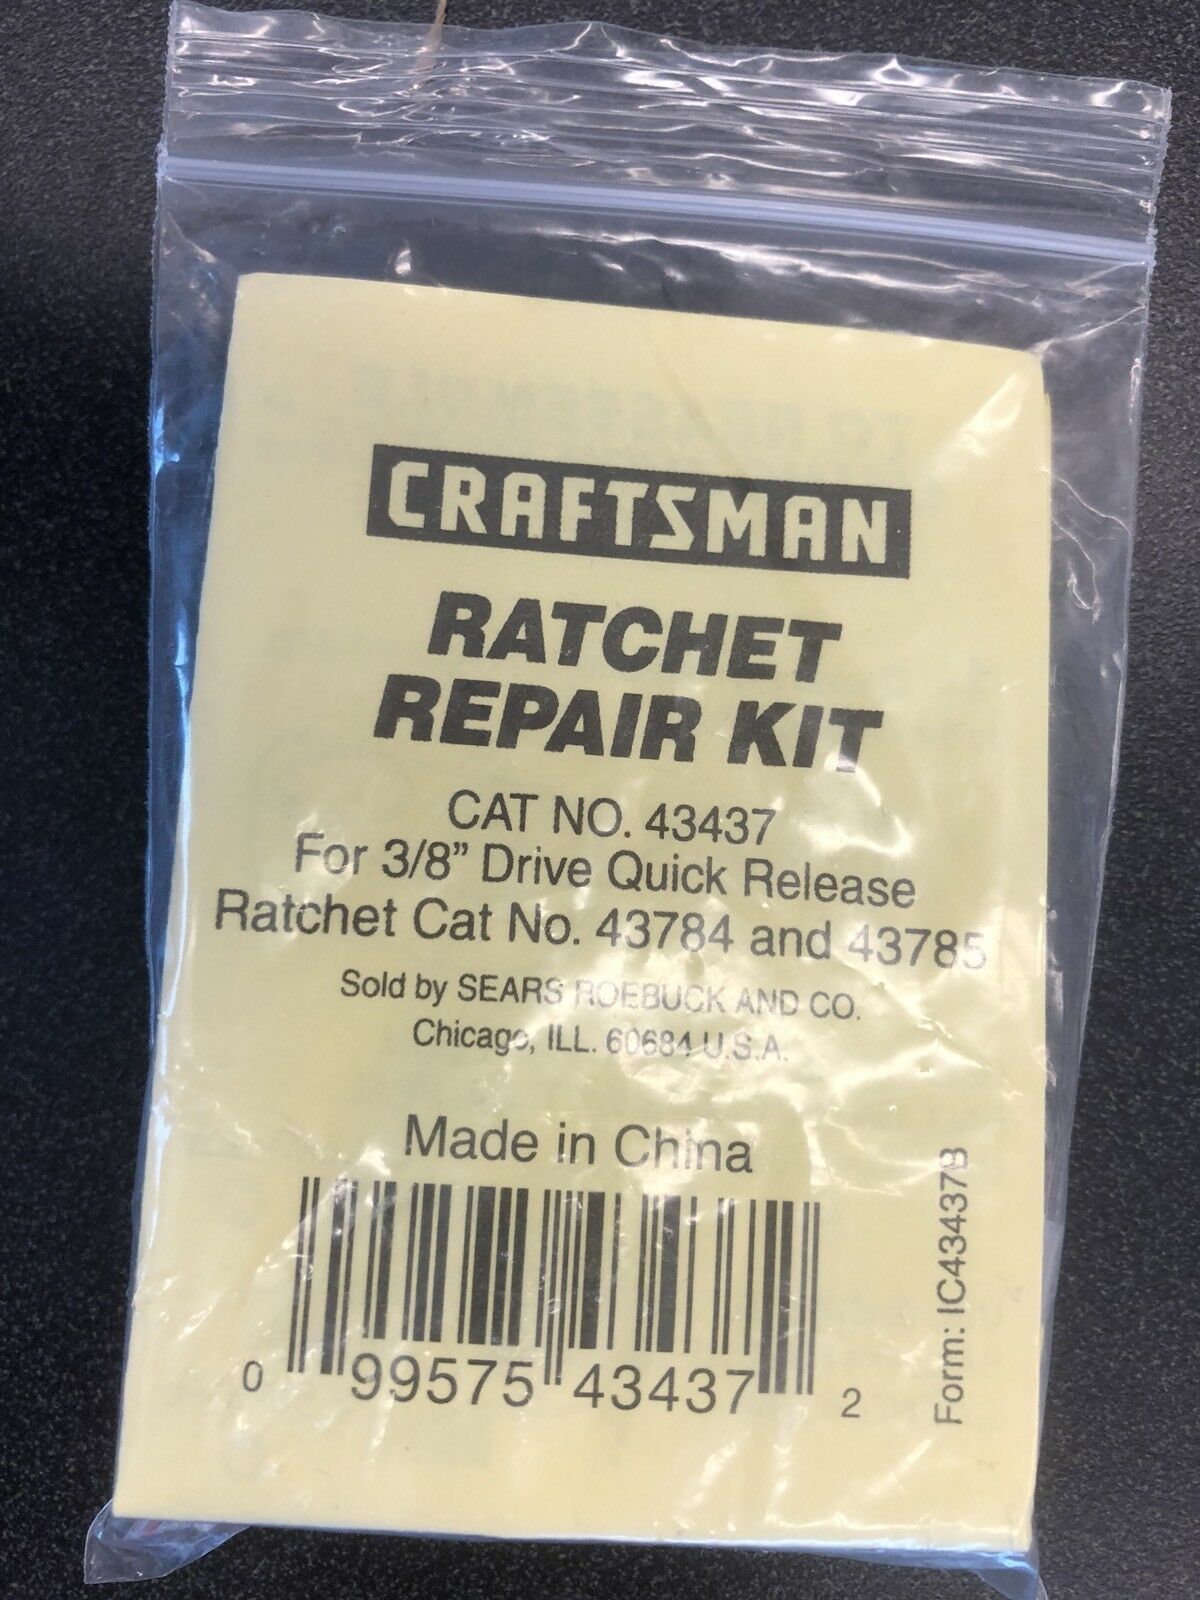 CRAFTSMAN
RATCHET
REPAIR KIT
CAT NO. 43437
For 3/8" Drive Quick Release
Ratchet Cat No. 43784 and 43785
Sold by SEARS ROEBUCK AND CO.
Chicago, ILL. 60684 U.S.A.
Made in China
0 99575 43437 2
Form: IC43437B